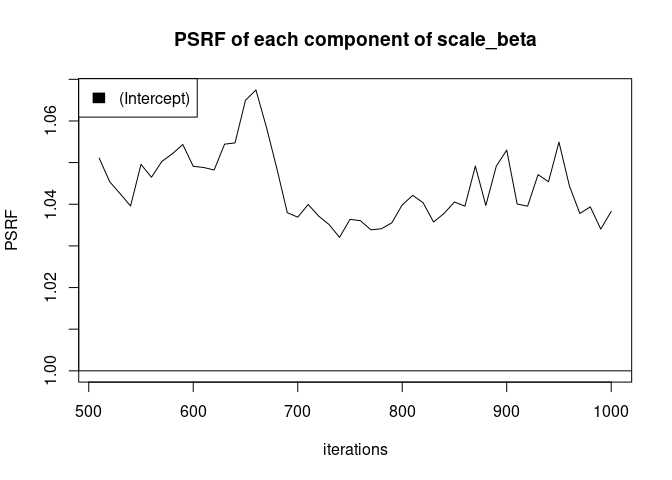 PSRF of each component of scale_beta
(Intercept)
PSRF
1.06
1.04
1.02
1.00
500 600 700 800 900 1000
iterations